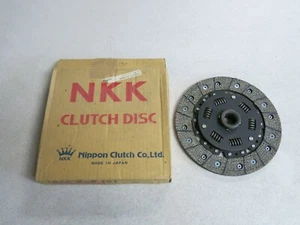 NKK
CLUTCH DISC
NKK
Nippon Clutch Co., Ltd.
MADE IN JAPAN